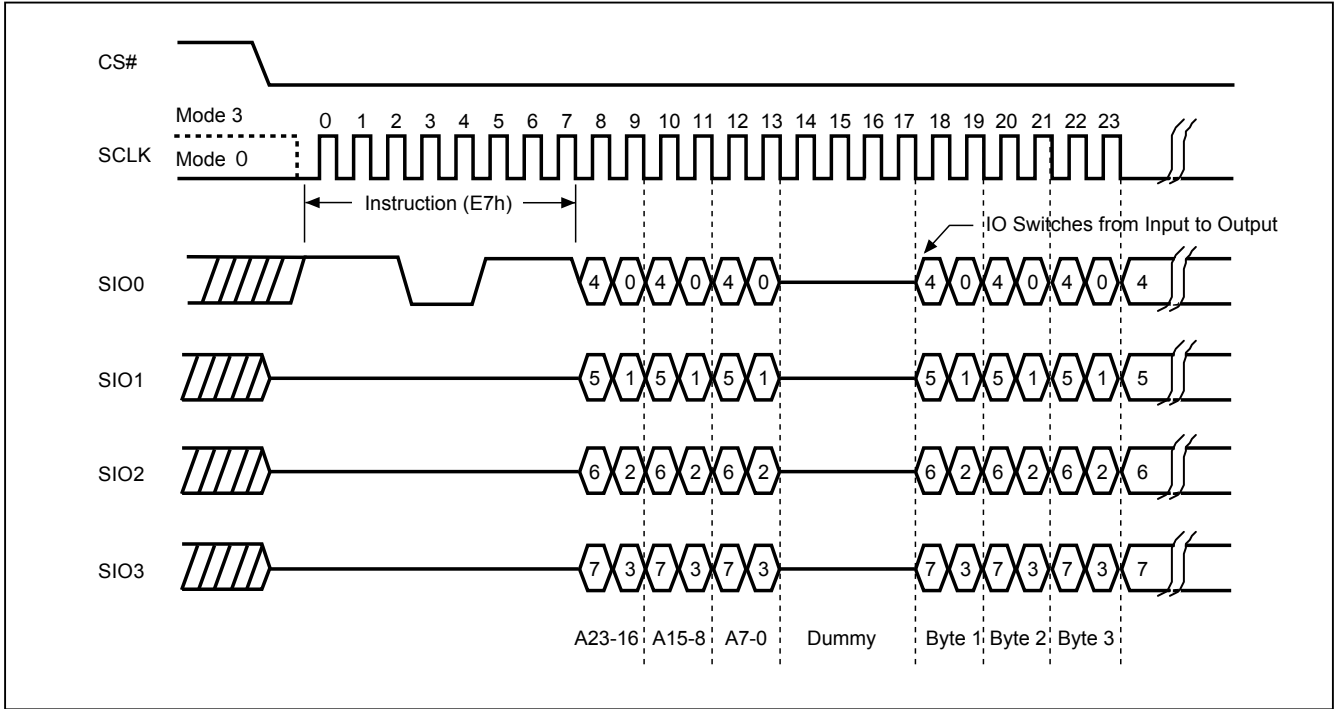 CS#
Mode 3
0 1 2 3 4 5 6 7 8 9 10 11 12 13 14 15 16 17 18 19 20 21 22 23
SCLK
Mode 0
Instruction (E7h)
IO Switches from Input to Output
SIO0
4 0 4 0 4 0 4 0 4 0 4 0 4
SIO1
5 1 5 1 5 1 5 1 5 1 5 1 5
SIO2
6 2 6 2 6 2 6 2 6 2 6 2 6
SIO3
7 3 7 3 7 3 7 3 7 3 7 3 7
A23-16 A15-8 A7-0 Dummy Byte 1 Byte 2 Byte 3